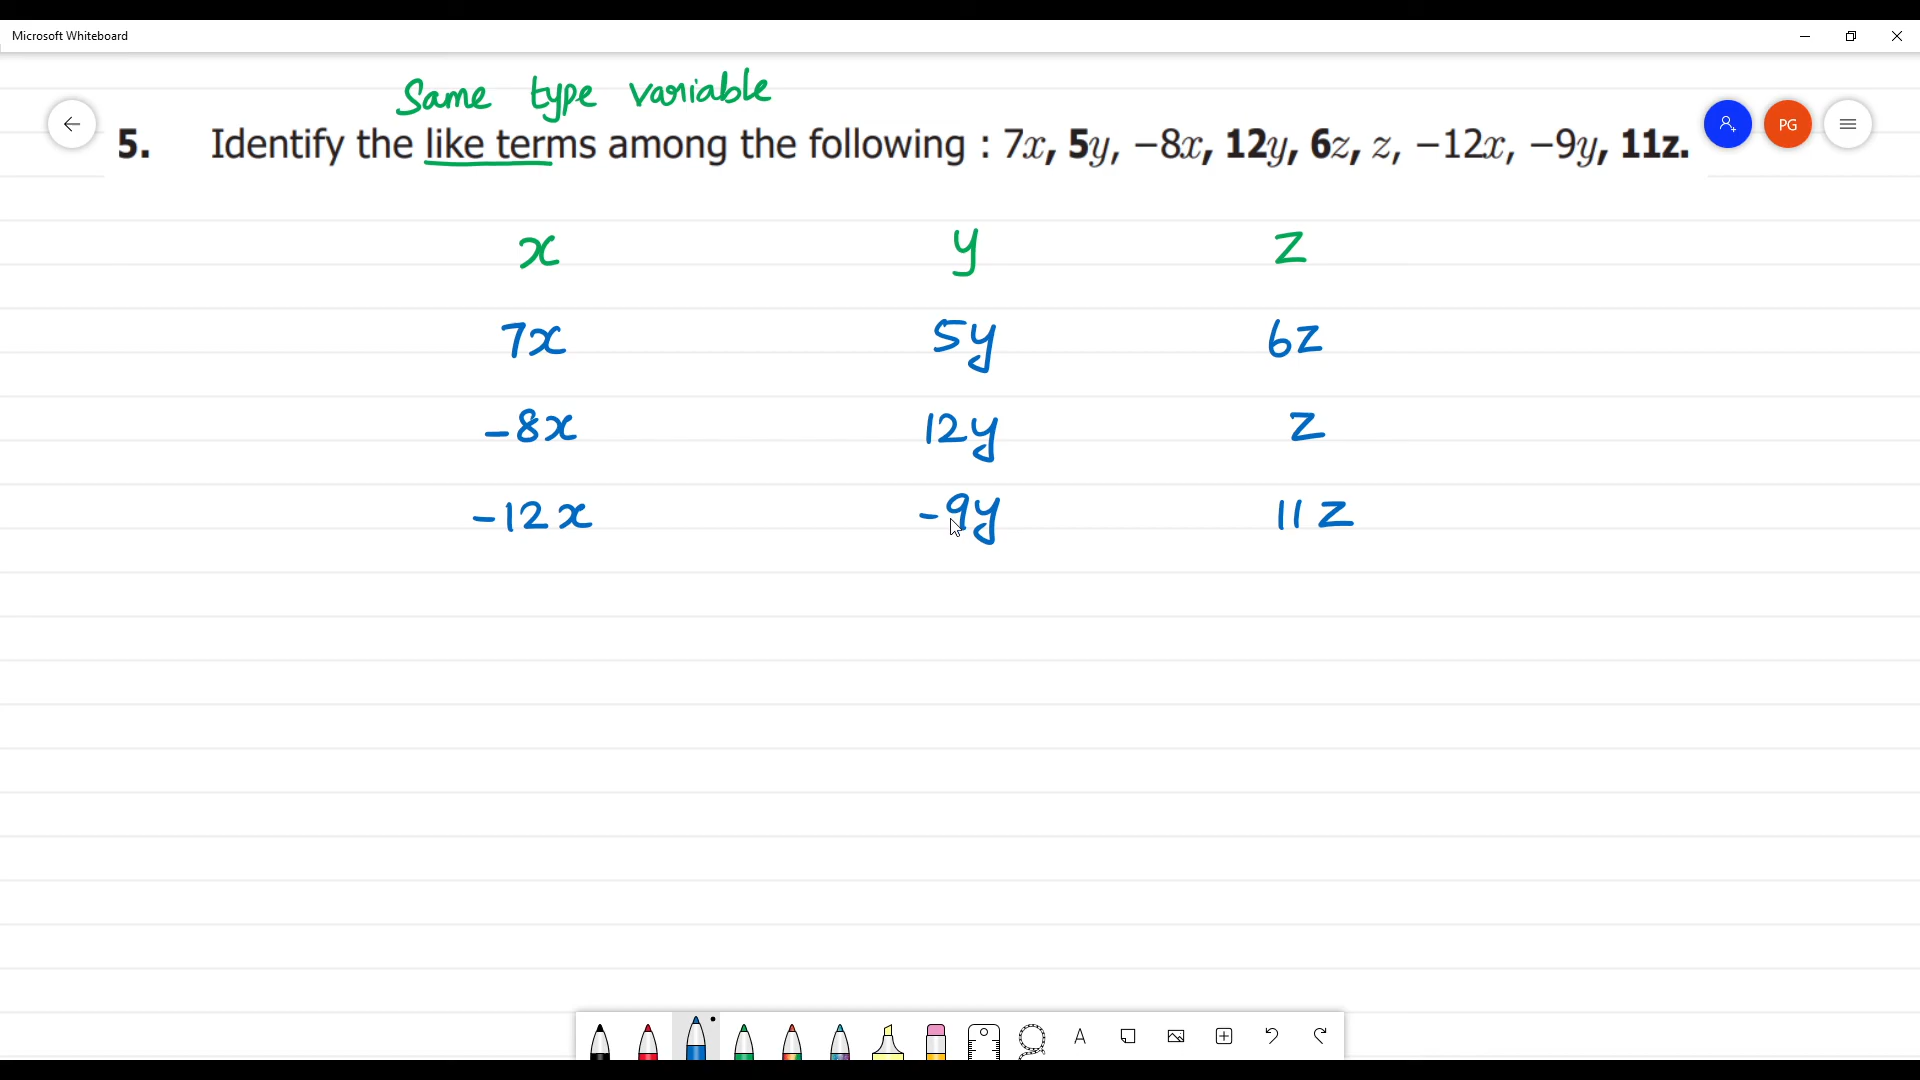 Microsoft Whiteboard
Same type variable
5. Identify the like terms among the following : 7x, 5y, −8x, 12y, 6z, z, −12x, −9y, 11z.
PG
x y z
7x 5y 6z
-8x 12y z
-12x -9y 11z
A